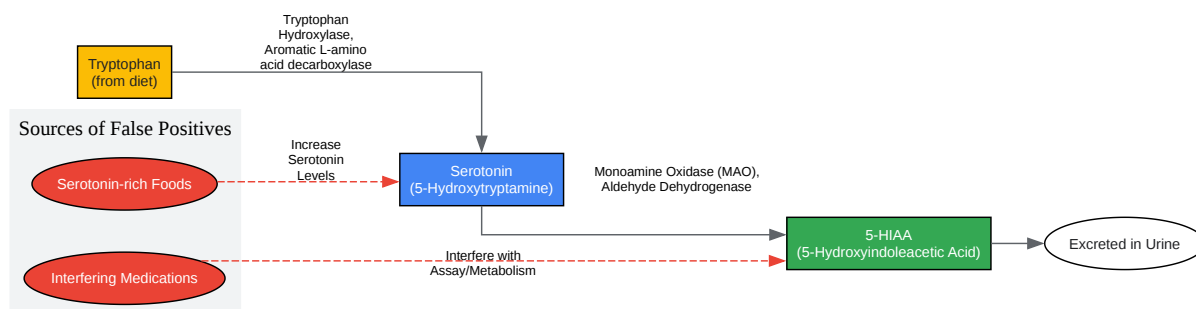 Tryptophan
Hydroxylase,
Aromatic L-amino
acid decarboxylase
Tryptophan
(from diet)
Sources of False Positives
Increase
Serotonin
Levels
Serotonin-rich Foods
Serotonin
(5-Hydroxytryptamine)
Monoamine Oxidase (MAO),
Aldehyde Dehydrogenase
5-HIAA
(5-Hydroxyindoleacetic Acid)
Excreted in Urine
Interfere with
Assay/Metabolism
Interfering Medications